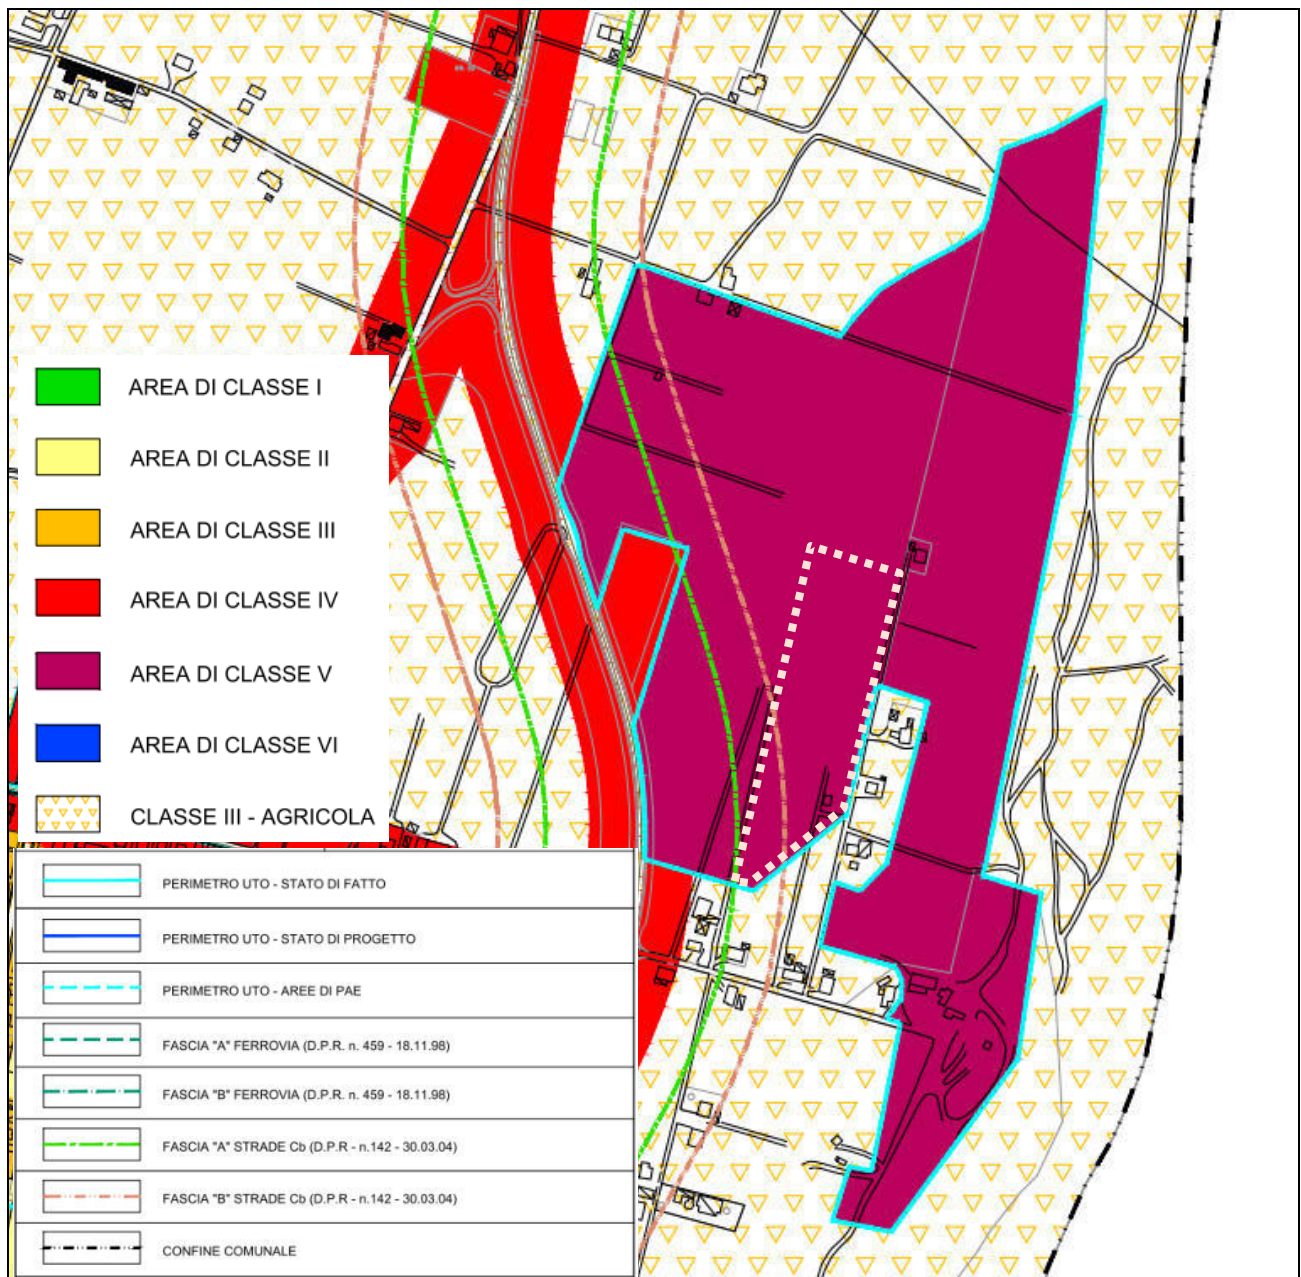 AREA DI CLASSE I
AREA DI CLASSE II
AREA DI CLASSE III
AREA DI CLASSE IV
AREA DI CLASSE V
AREA DI CLASSE VI
CLASSE III - AGRICOLA
PERIMETRO UTO - STATO DI FATTO
PERIMETRO UTO - STATO DI PROGETTO
PERIMETRO UTO - AREE DI PAE
FASCIA "A" FERROVIA (D.P.R. n. 459 - 18.11.98)
FASCIA "B" FERROVIA (D.P.R. n. 459 - 18.11.98)
FASCIA "A" STRADE Cb (D.P.R - n.142 - 30.03.04)
FASCIA "B" STRADE Cb (D.P.R - n.142 - 30.03.04)
CONFINE COMUNALE